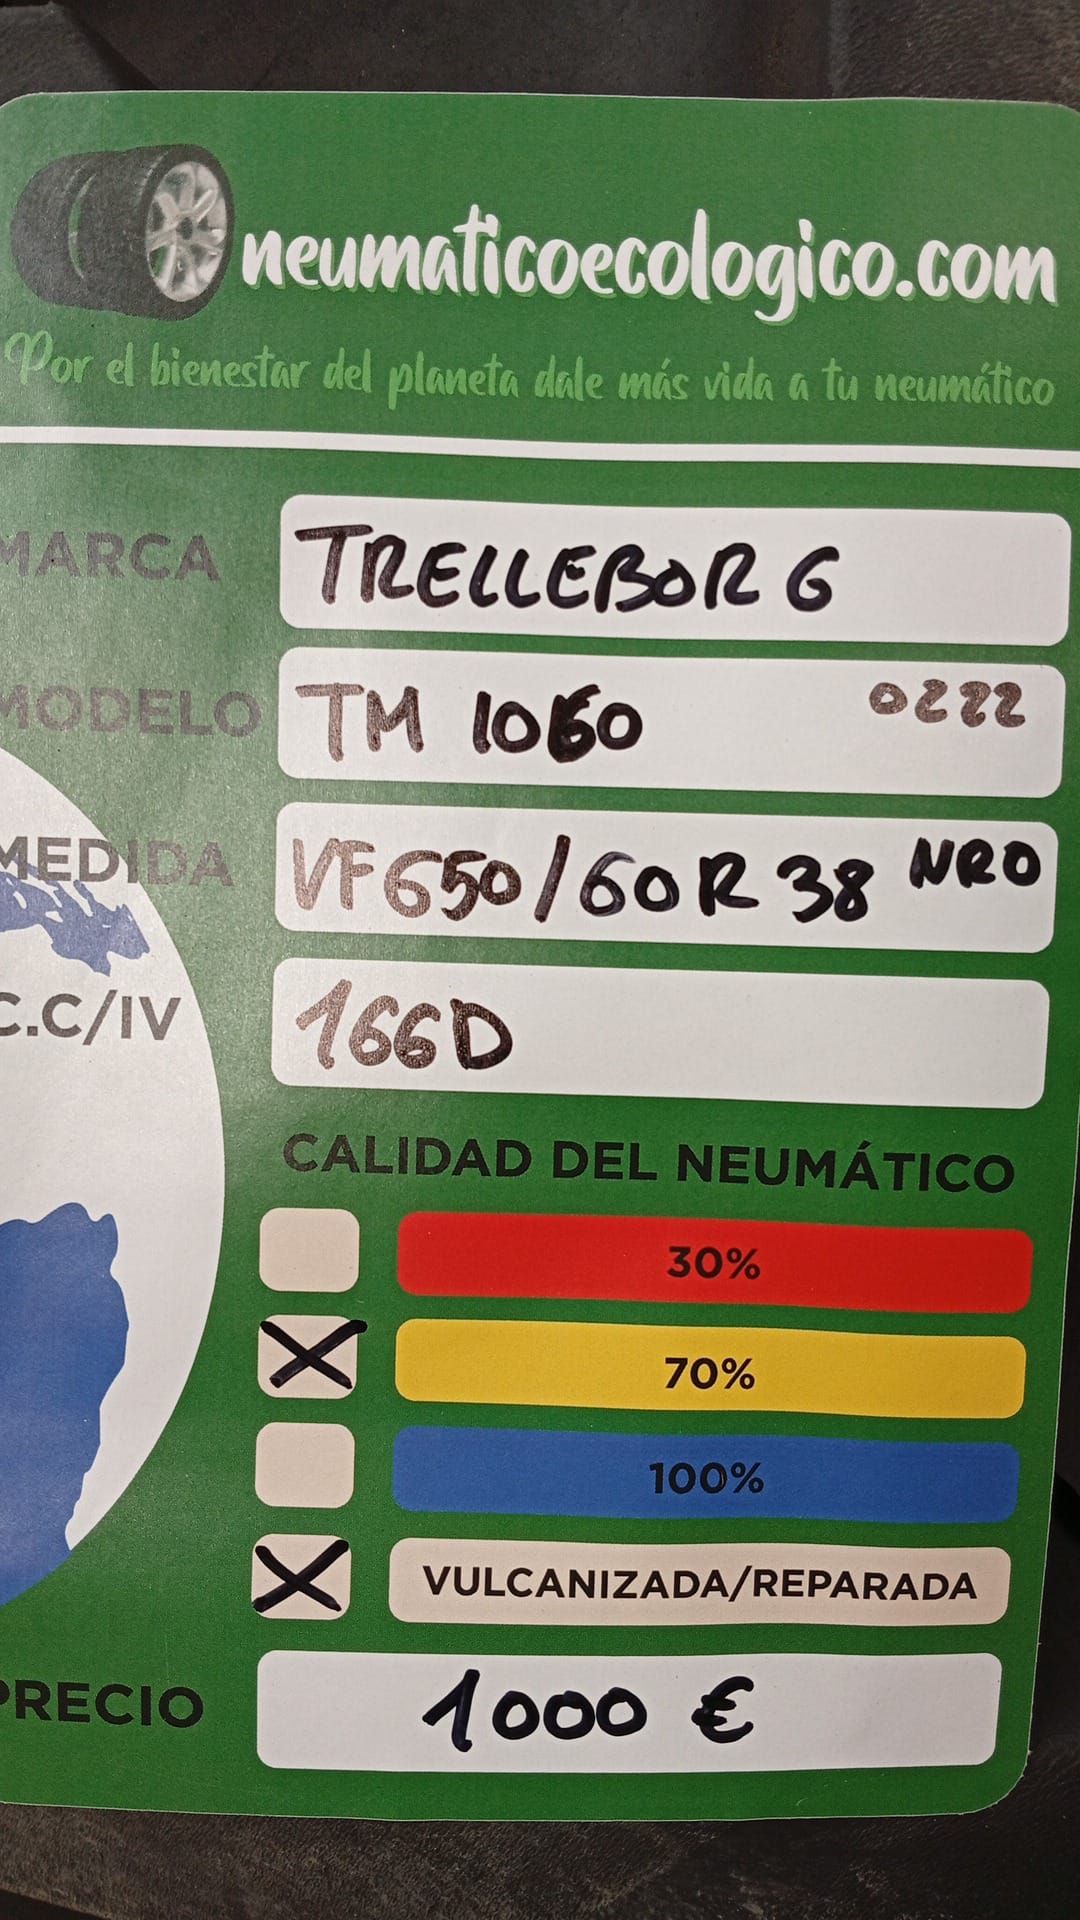 neumaticoecologico.com
Por el bienestar del planeta dale más vida a tu neumático
MARCA TRELLEBORG
MODELO TM 1060 0222
MEDIDA VF650/60R38 NRO
C.C/IV 166D
CALIDAD DEL NEUMÁTICO
30%
X 70%
100%
X VULCANIZADA/REPARADA
PRECIO 1000 €